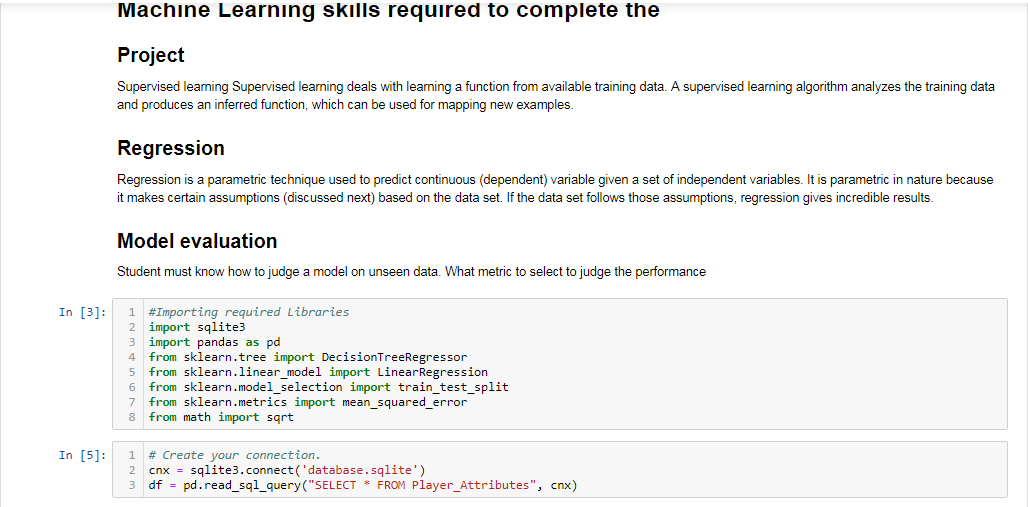 Machine Learning skills required to complete the
Project
Supervised learning Supervised learning deals with learning a function from available training data. A supervised learning algorithm analyzes the training data
and produces an inferred function, which can be used for mapping new examples.
Regression
Regression is a parametric technique used to predict continuous (dependent) variable given a set of independent variables. It is parametric in nature because
it makes certain assumptions (discussed next) based on the data set. If the data set follows those assumptions, regression gives incredible results.
Model evaluation
Student must know how to judge a model on unseen data. What metric to select to judge the performance
In [3]:
1 #Importing required Libraries
2 import sqlite3
3 import pandas as pd
4 from sklearn.tree import DecisionTreeRegressor
5 from sklearn.linear_model import LinearRegression
6 from sklearn.model_selection import train_test_split
7 from sklearn.metrics import mean_squared_error
8 from math import sqrt
In [5]:
1 # Create your connection.
2 cnx = sqlite3.connect('database.sqlite')
3 df = pd.read_sql_query("SELECT * FROM Player_Attributes", cnx)